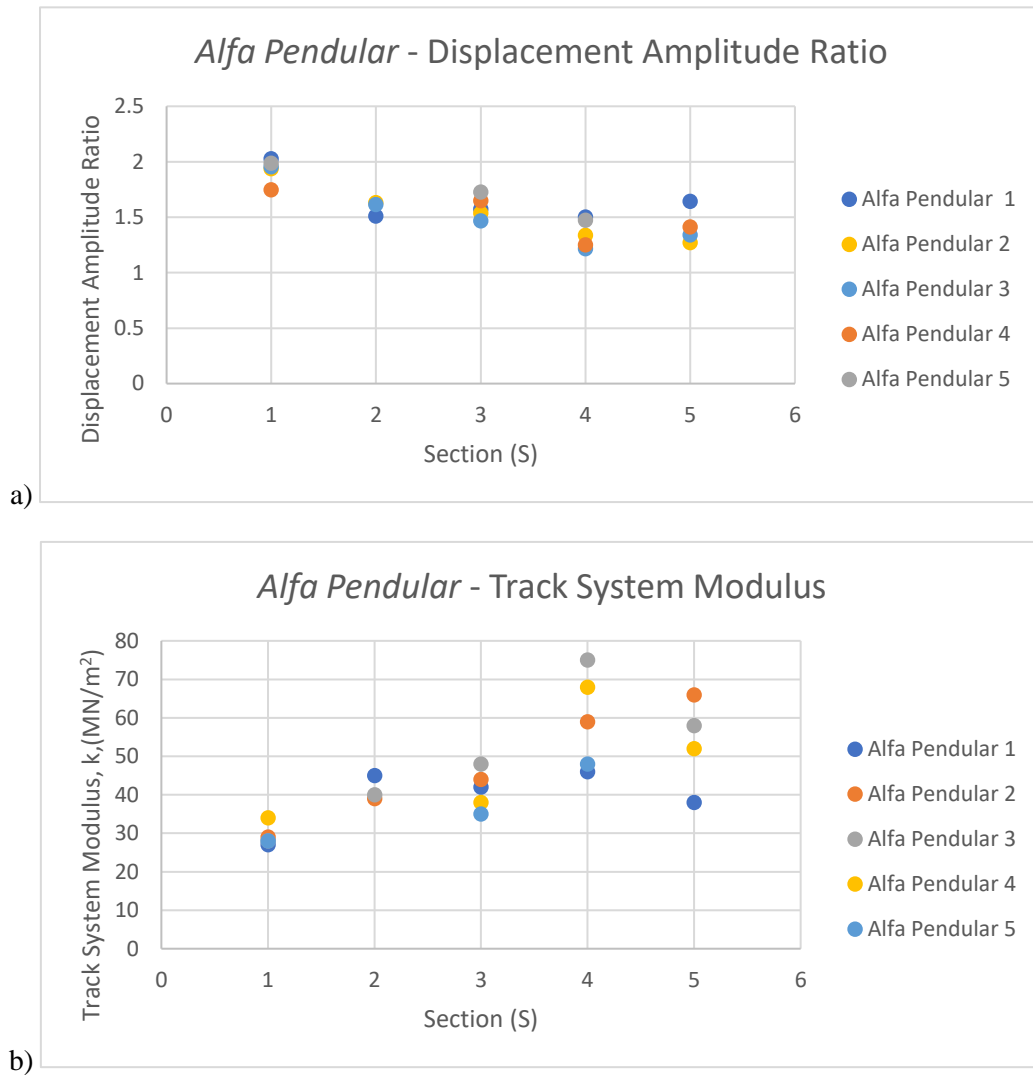 Alfa Pendular - Displacement Amplitude Ratio
Displacement Amplitude Ratio
2.5
2
1.5
1
0.5
0
0 1 2 3 4 5 6
Section (S)
Alfa Pendular 1
Alfa Pendular 2
Alfa Pendular 3
Alfa Pendular 4
Alfa Pendular 5
a)
Alfa Pendular - Track System Modulus
Track System Modulus, k,(MN/m²)
80
70
60
50
40
30
20
10
0
0 1 2 3 4 5 6
Section (S)
Alfa Pendular 1
Alfa Pendular 2
Alfa Pendular 3
Alfa Pendular 4
Alfa Pendular 5
b)